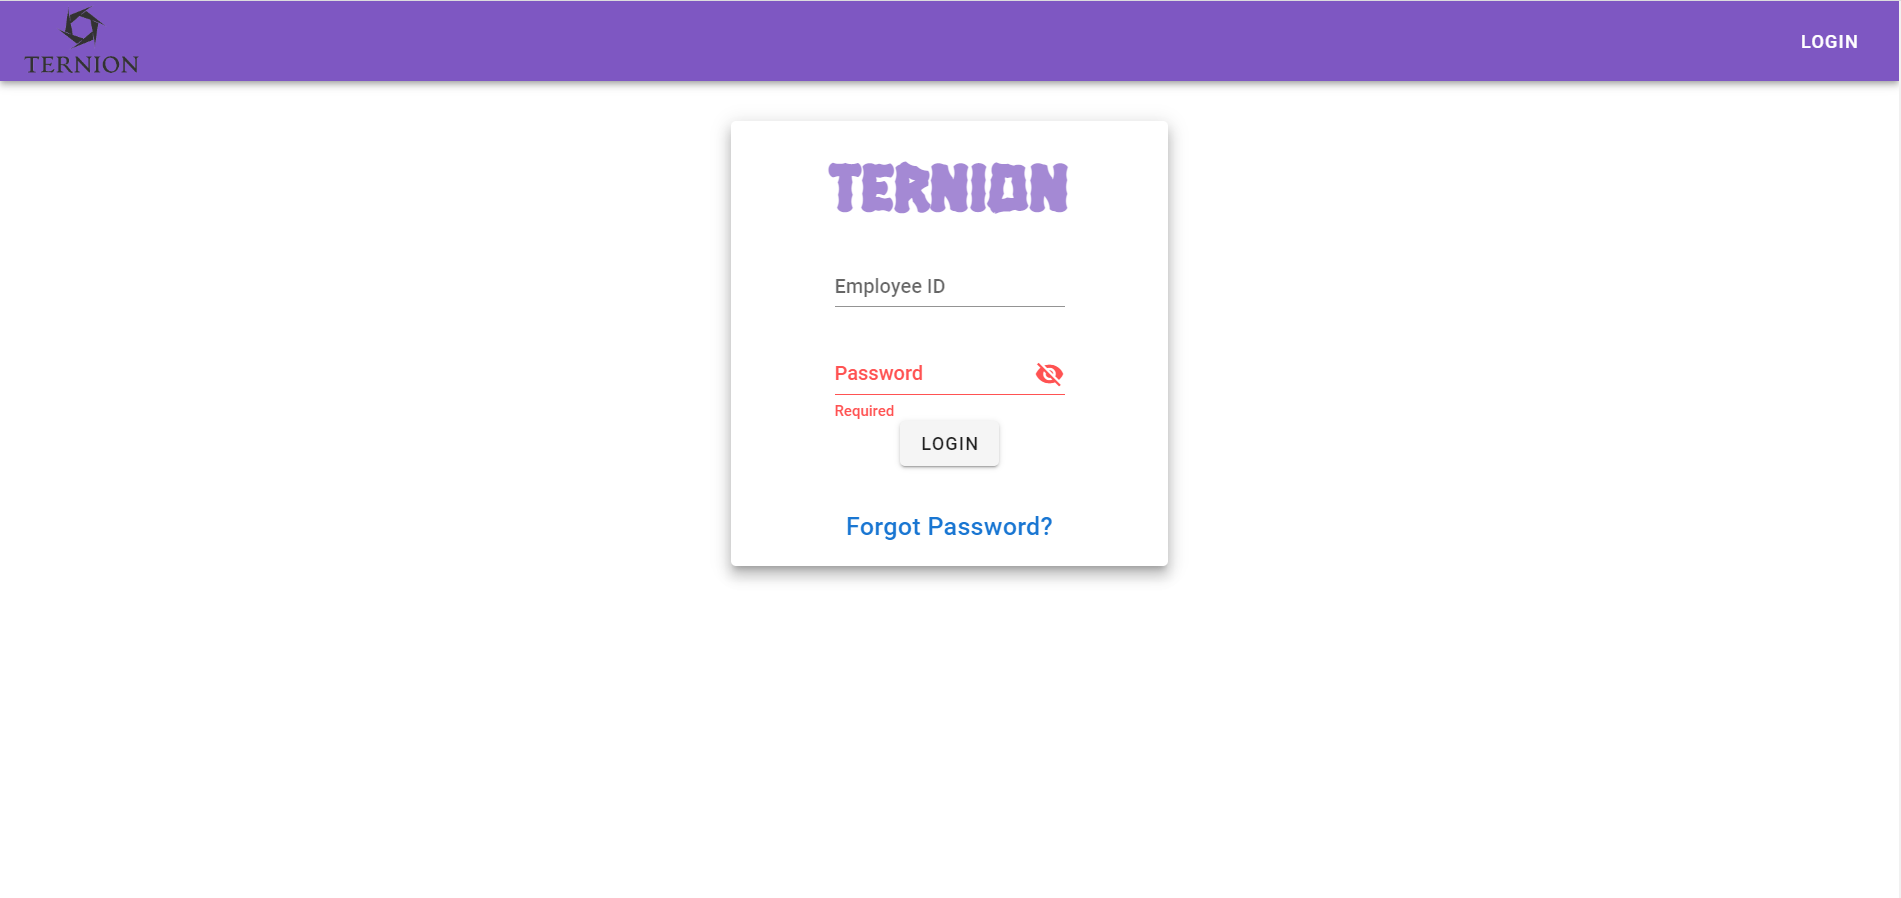 TERNION
LOGIN
TERNION
Employee ID
Password
Required
LOGIN
Forgot Password?